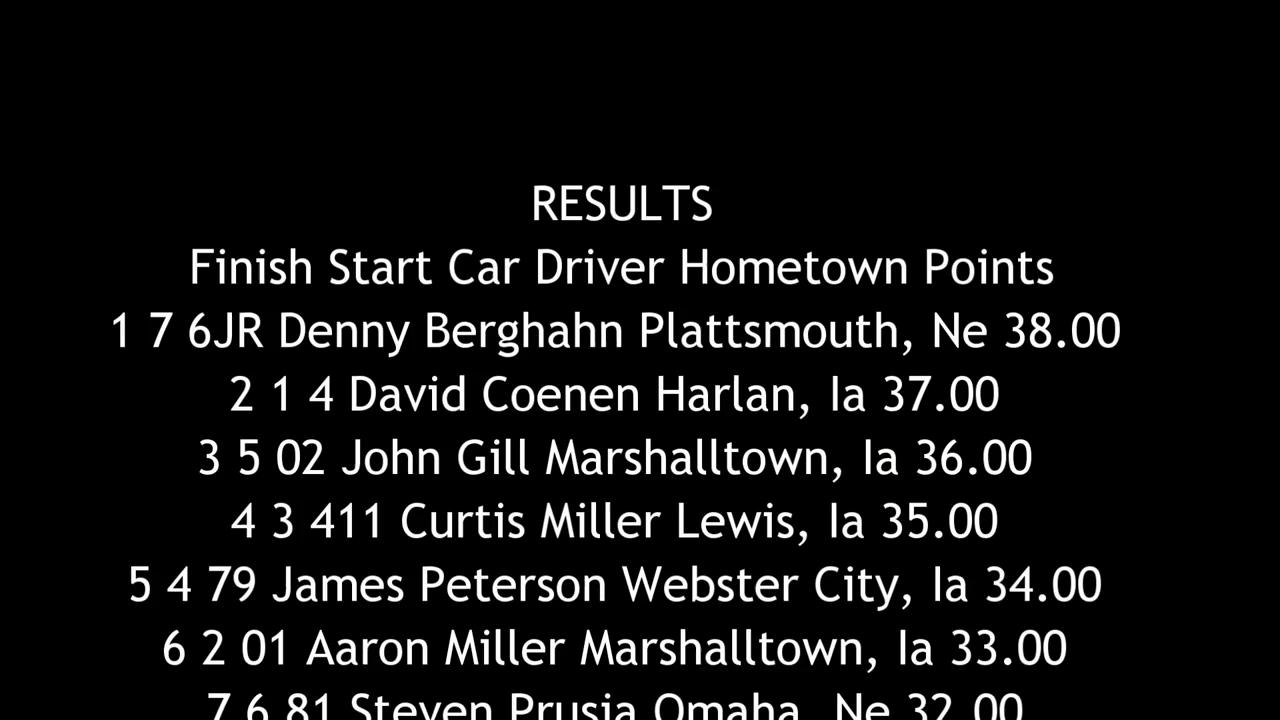 RESULTS
Finish Start Car Driver Hometown Points
1 7 6JR Denny Berghahn Plattsmouth, Ne 38.00
2 1 4 David Coenen Harlan, Ia 37.00
3 5 02 John Gill Marshalltown, Ia 36.00
4 3 411 Curtis Miller Lewis, Ia 35.00
5 4 79 James Peterson Webster City, Ia 34.00
6 2 01 Aaron Miller Marshalltown, Ia 33.00
7 6 81 Steven Prusia Omaha, Ne 32.00